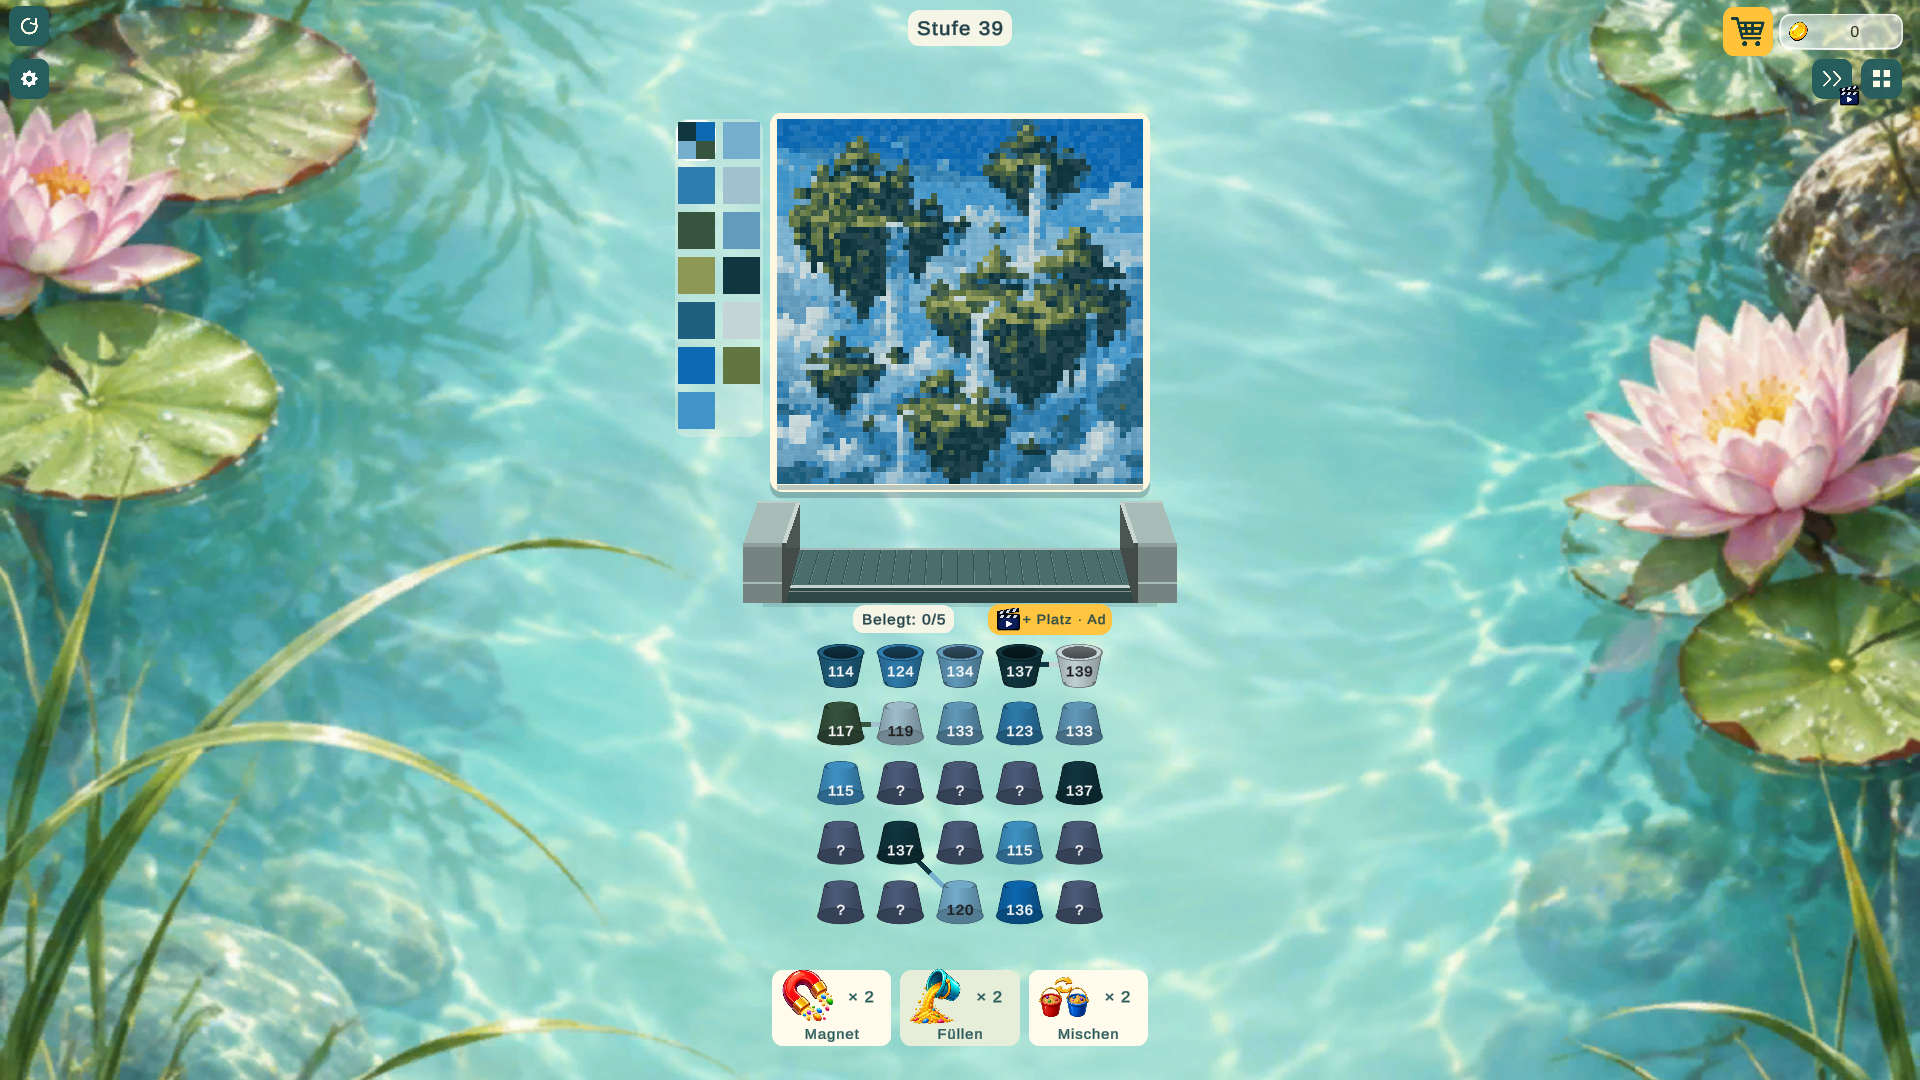 Stufe 39
0
Belegt: 0/5
+ Platz · Ad
114 124 134 137 139
117 119 133 123 133
115 ? ? ? 137
? 137 ? 115 ?
? ? 120 136 ?
× 2 × 2 × 2
Magnet Füllen Mischen